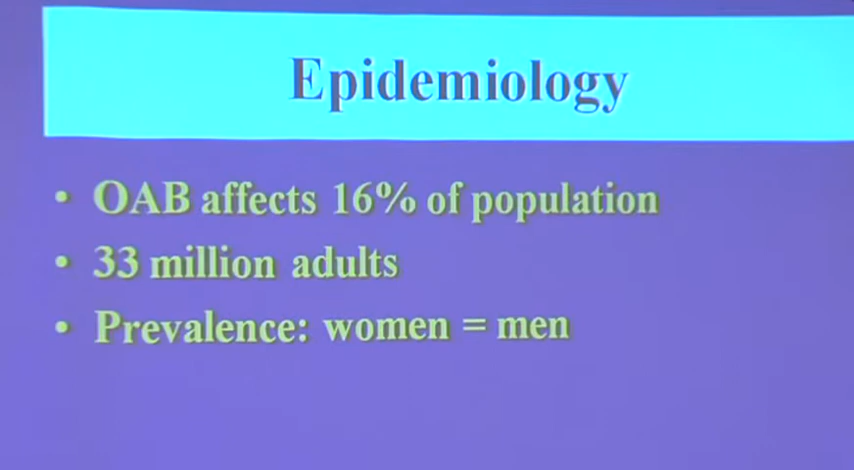 Epidemiology
• OAB affects 16% of population
• 33 million adults
• Prevalence: women = men